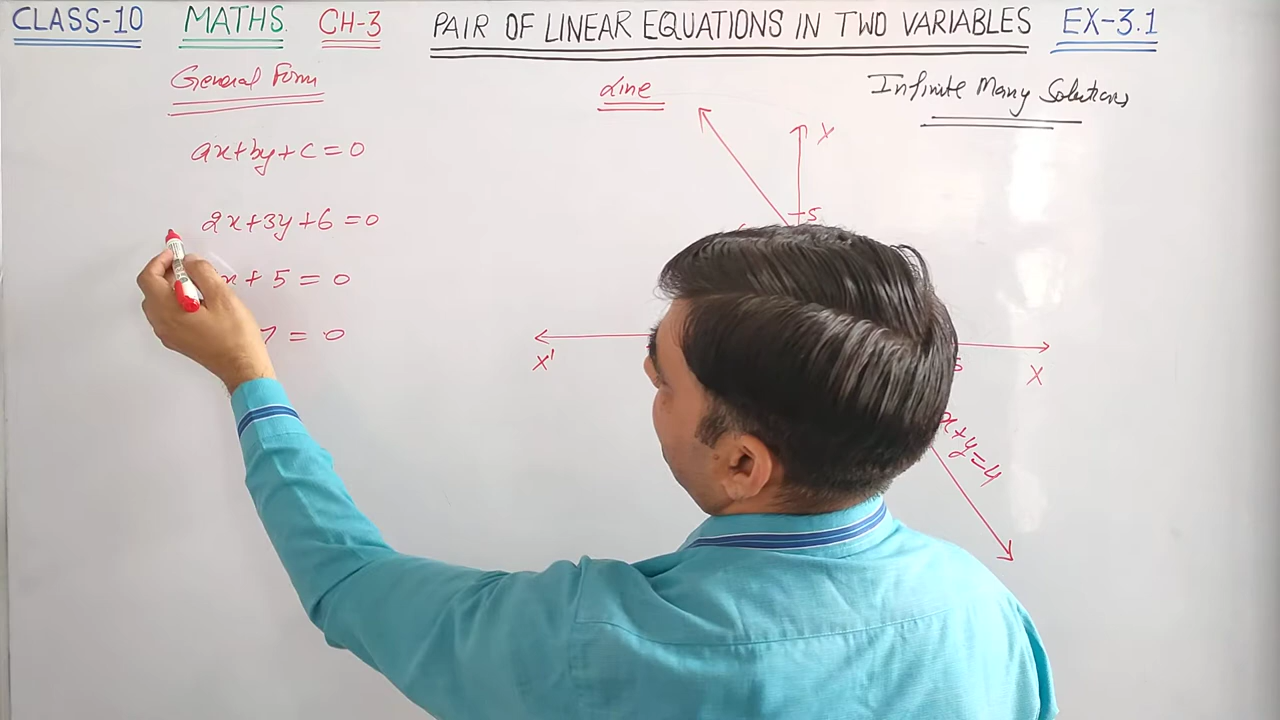 CLASS-10 MATHS CH-3 PAIR OF LINEAR EQUATIONS IN TWO VARIABLES EX-3.1
General Form
ax+by+c=0
2x+3y+6=0
x+5=0
7=0
Line
Y
5
X'
X
5
x+y=4
Infinite Many Solutions